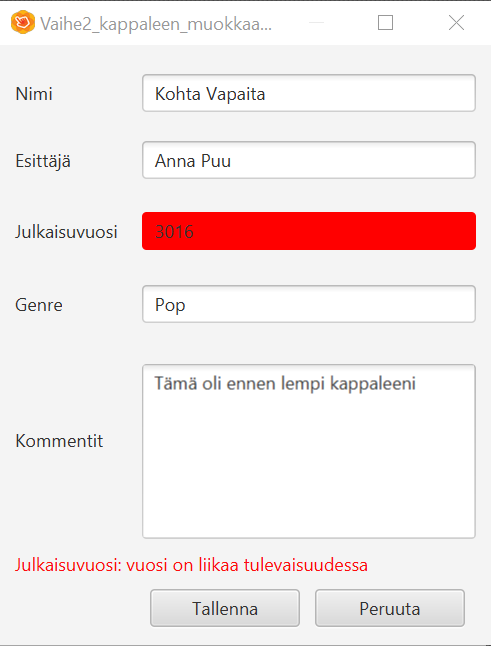 Vaihe2_kappaleen_muokkaa...
Nimi
Kohta Vapaita
Esittäjä
Anna Puu
Julkaisuvuosi
3016
Genre
Pop
Kommentit
Tämä oli ennen lempi kappaleeni
Julkaisuvuosi: vuosi on liikaa tulevaisuudessa
Tallenna
Peruuta